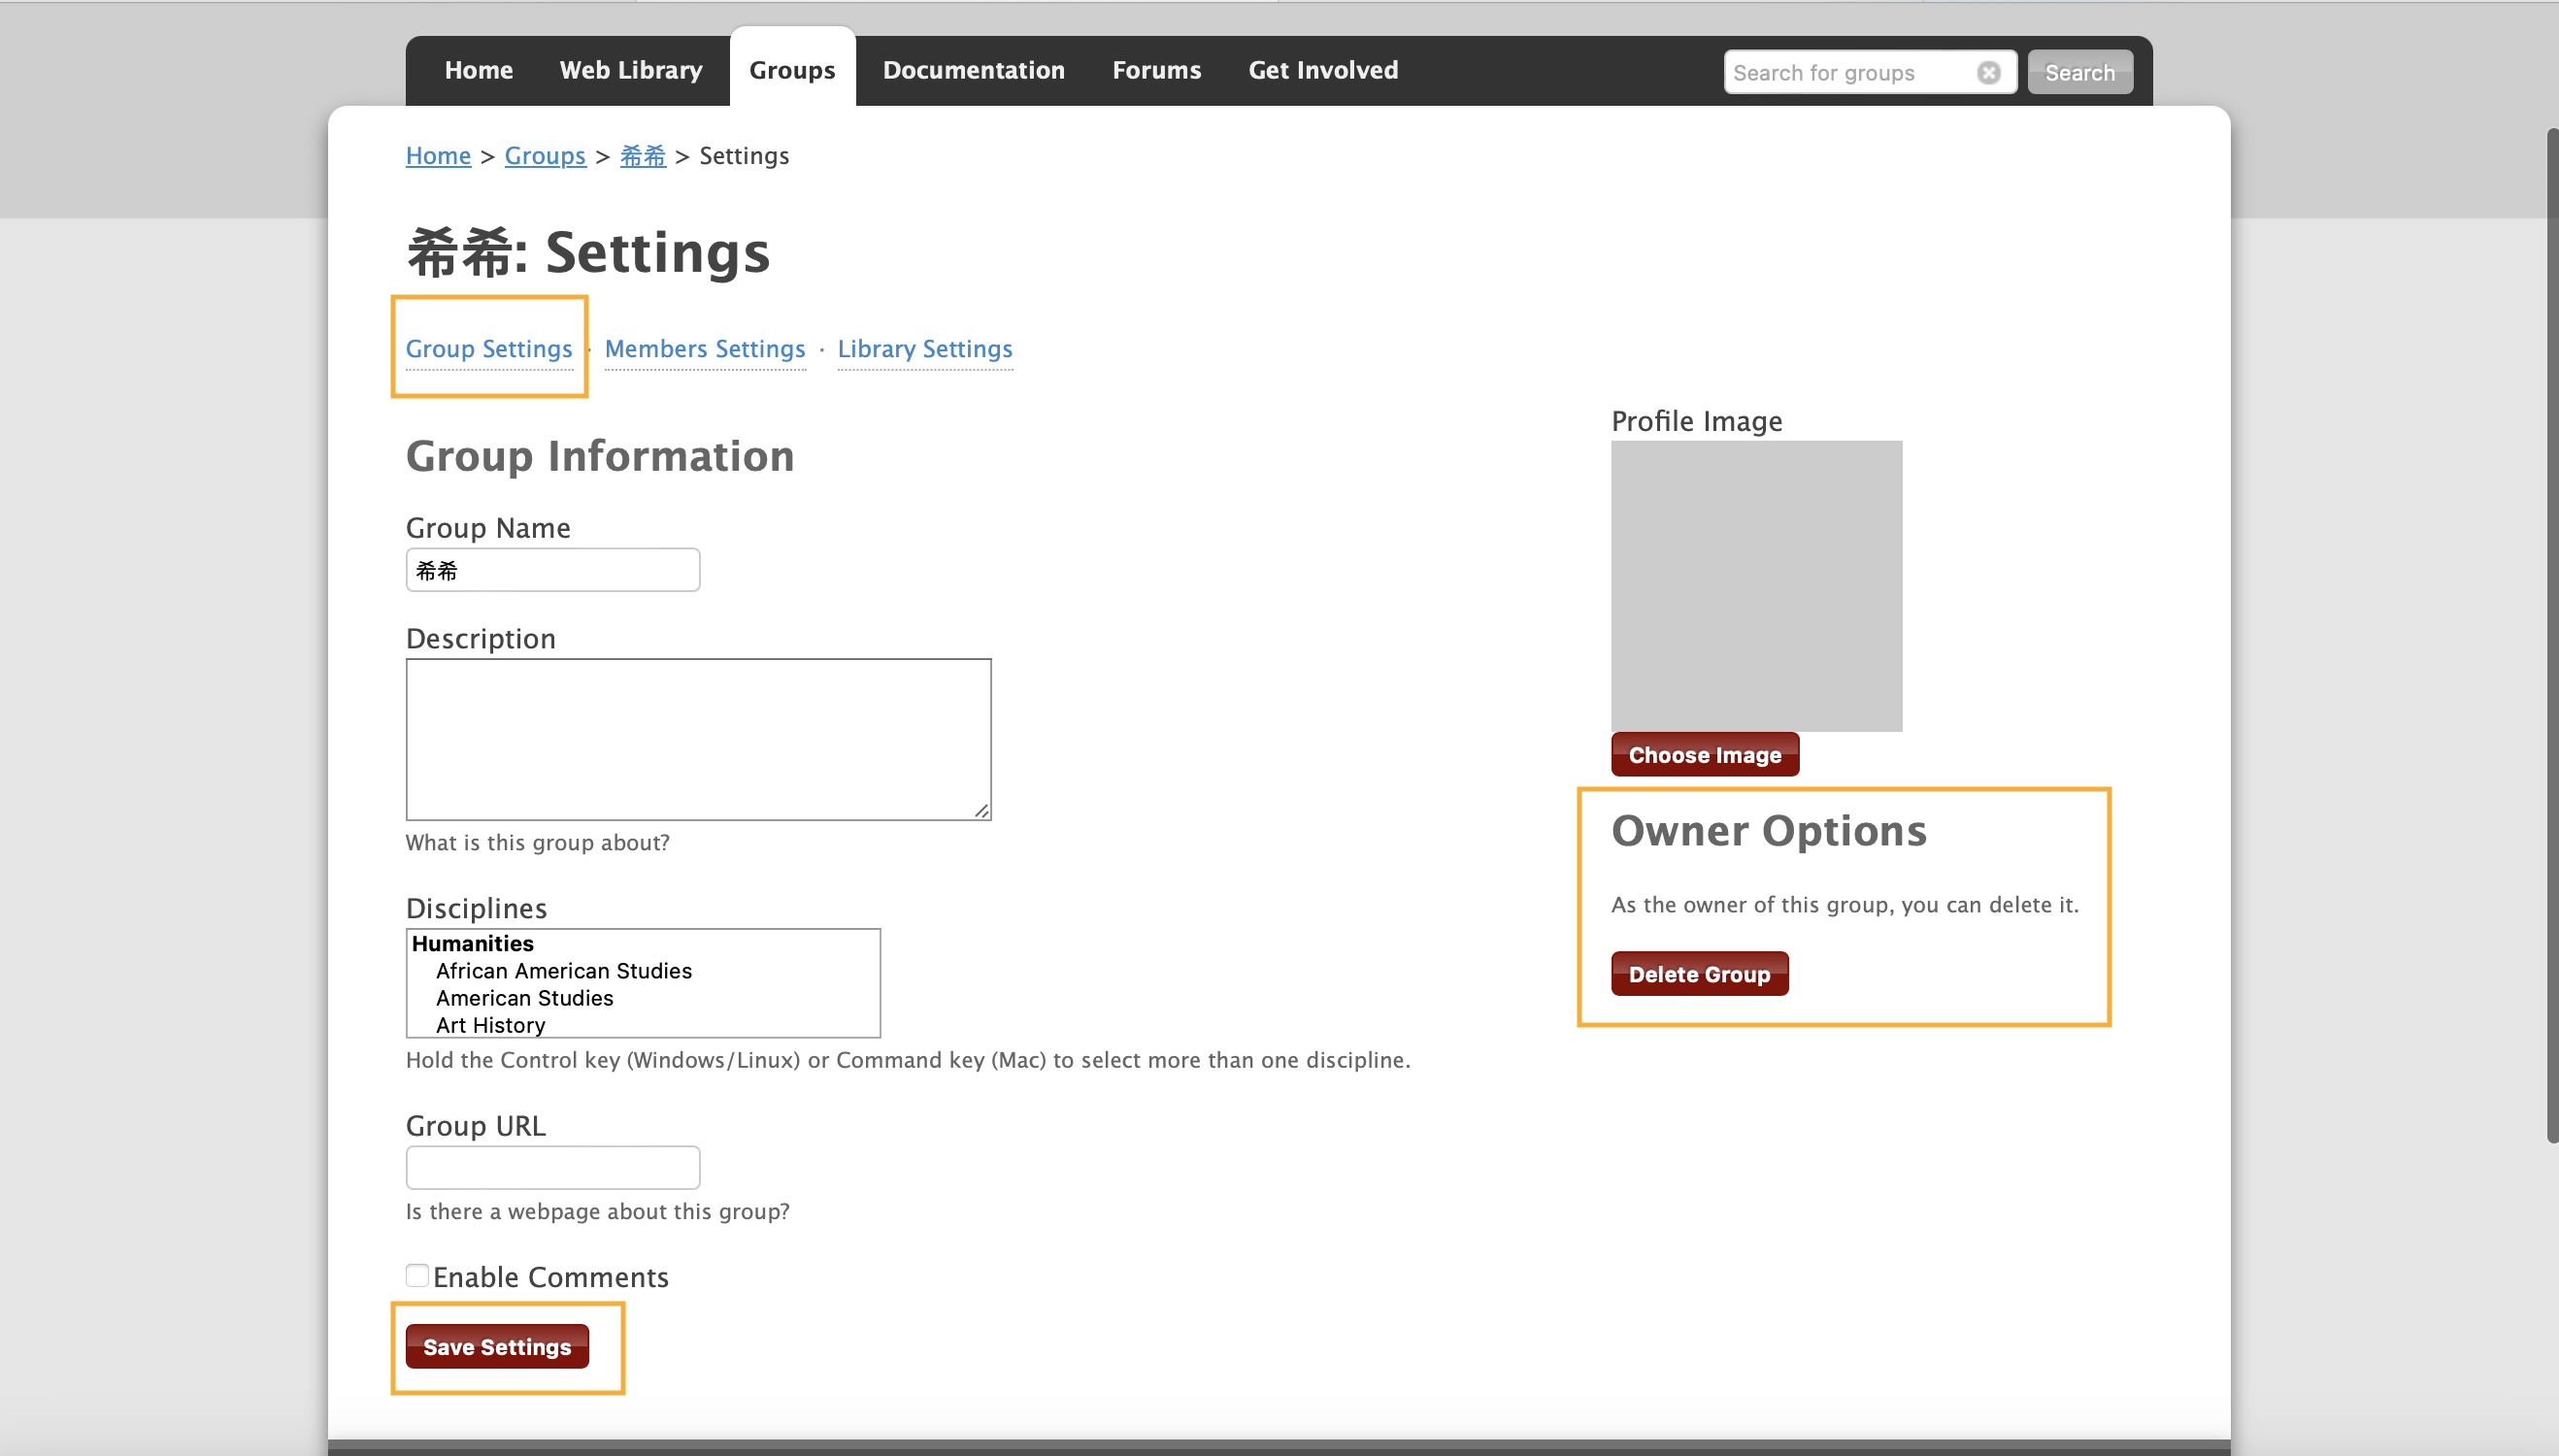 Home Web Library Groups Documentation Forums Get Involved Search for groups Search
Home > Groups > 希希 > Settings
希希: Settings
Group Settings · Members Settings · Library Settings
Group Information
Group Name
希希
Description
What is this group about?
Disciplines
Humanities
African American Studies
American Studies
Art History
Hold the Control key (Windows/Linux) or Command key (Mac) to select more than one discipline.
Group URL
Is there a webpage about this group?
Enable Comments
Save Settings
Profile Image
Choose Image
Owner Options
As the owner of this group, you can delete it.
Delete Group